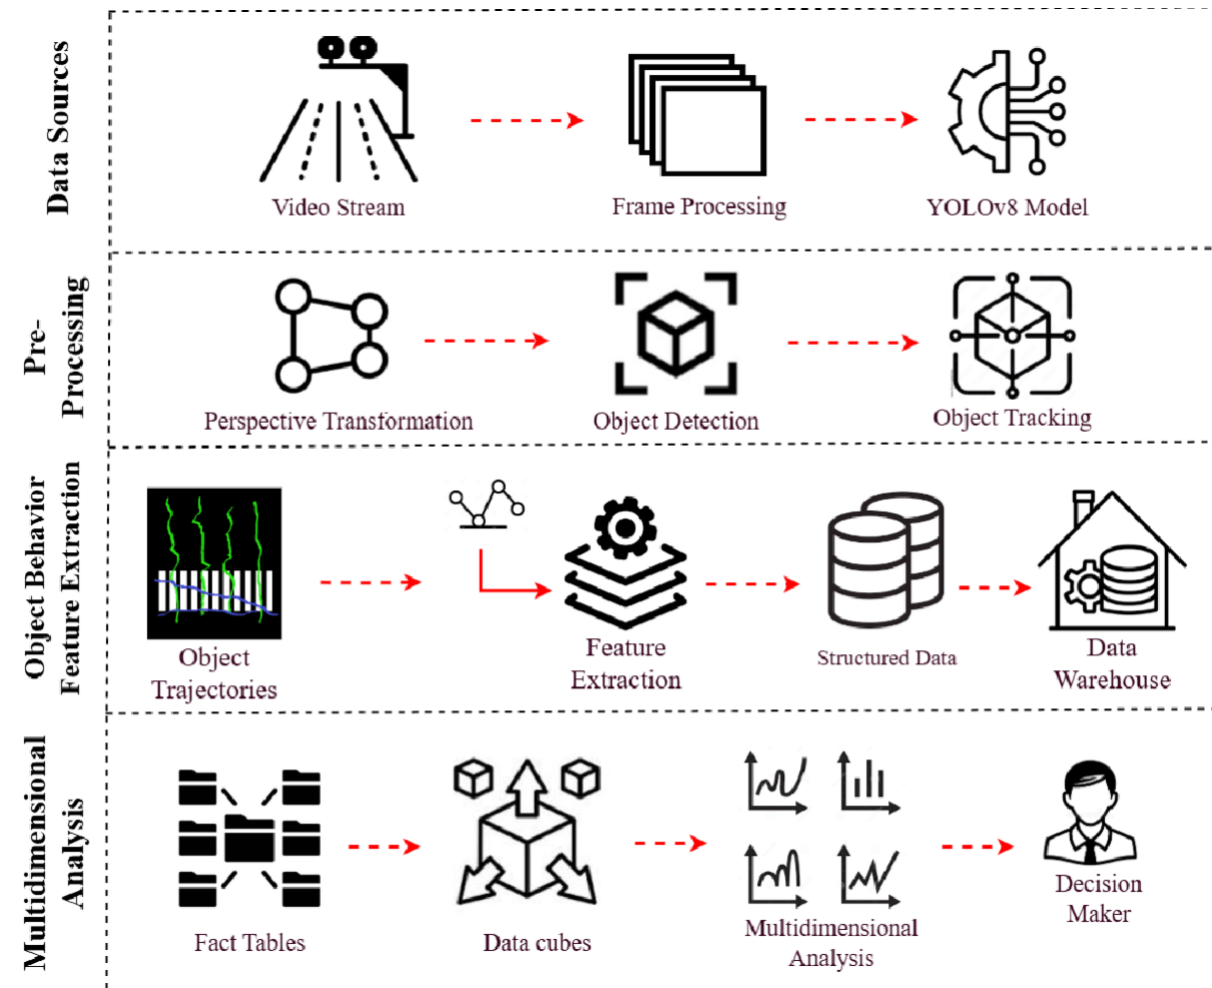 Data Sources
Video Stream
Frame Processing
YOLOv8 Model
Pre-
Processing
Perspective Transformation
Object Detection
Object Tracking
Object Behavior
Feature Extraction
Object
Trajectories
Feature
Extraction
Structured Data
Data
Warehouse
Multidimensional
Analysis
Fact Tables
Data cubes
Multidimensional
Analysis
Decision
Maker